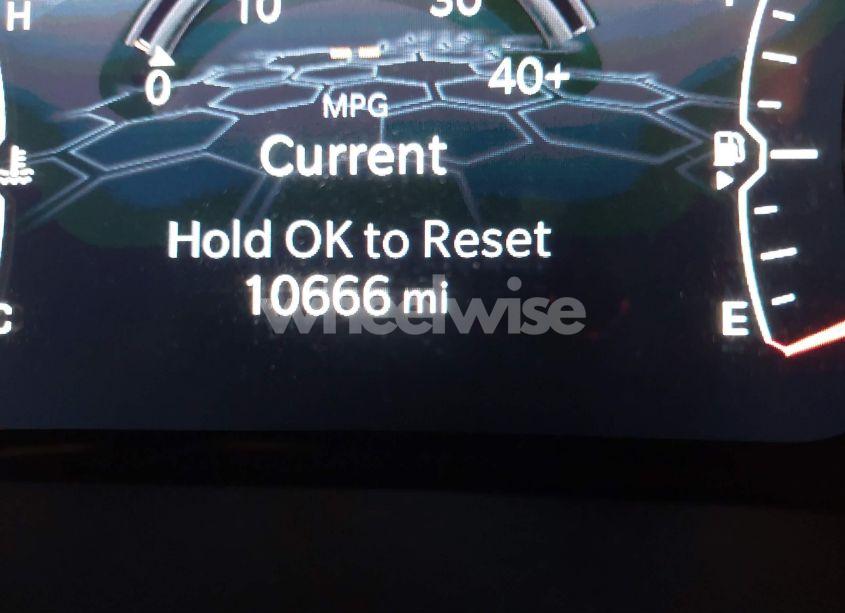 H
10 30
0 40+
MPG
Current
Hold OK to Reset
10666 mi
wheelwise
C E